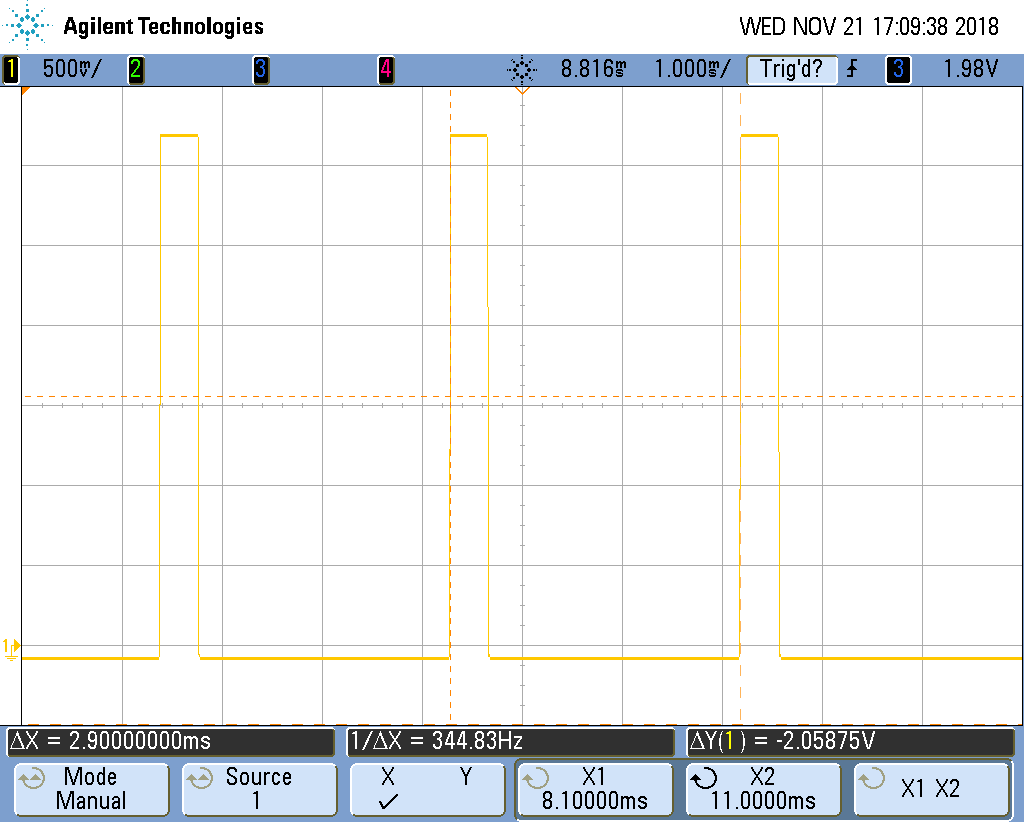 Agilent Technologies WED NOV 21 17:09:38 2018
1 500mV/ 2 3 4 8.816ms 1.000ms/ Trig'd? 3 1.98V
1
ΔX = 2.90000000ms 1/ΔX = 344.83Hz ΔY(1) = -2.05875V
Mode Source X Y X1 X2 X1 X2
Manual 1 ✓ 8.10000ms 11.0000ms